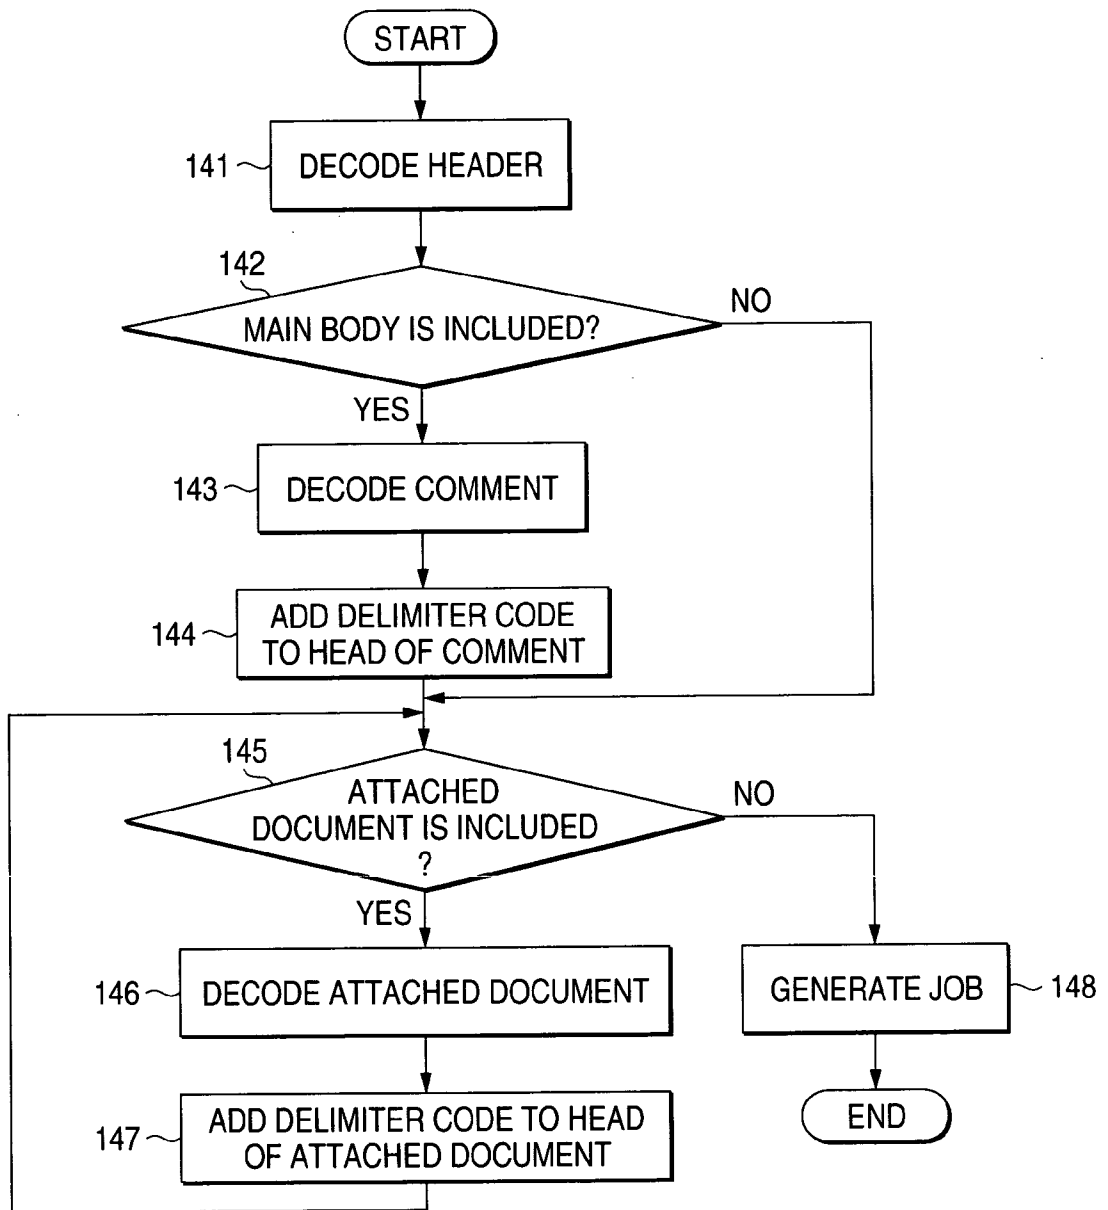 START
141
DECODE HEADER
142
MAIN BODY IS INCLUDED?
NO
YES
143
DECODE COMMENT
144
ADD DELIMITER CODE
TO HEAD OF COMMENT
145
ATTACHED
DOCUMENT IS INCLUDED
?
NO
YES
146
DECODE ATTACHED DOCUMENT
GENERATE JOB
148
147
ADD DELIMITER CODE TO HEAD
OF ATTACHED DOCUMENT
END